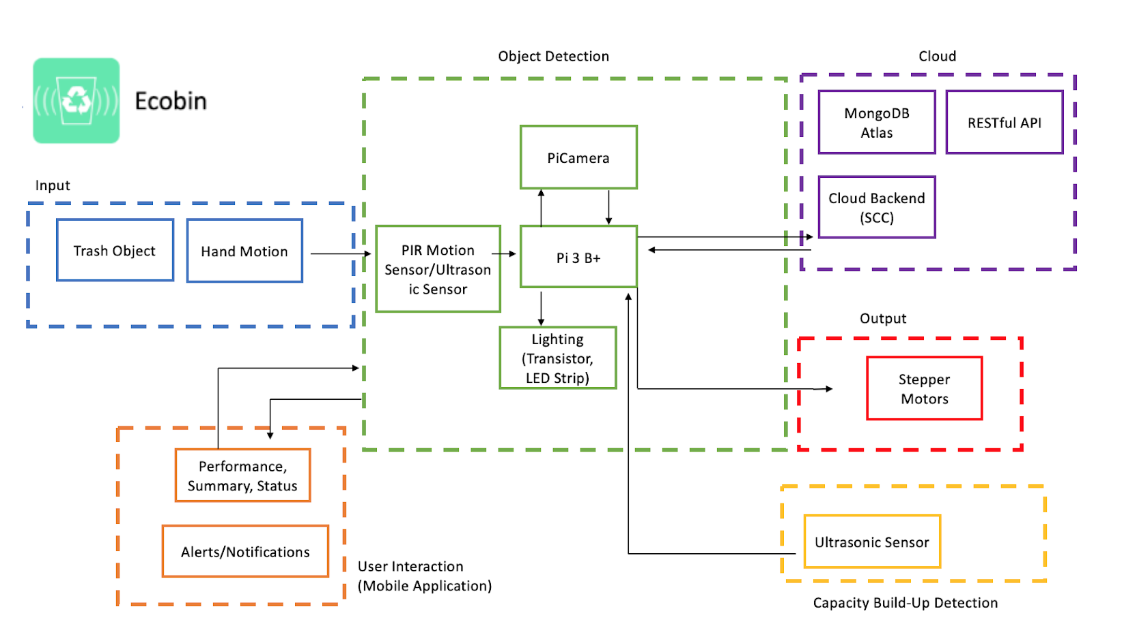 Ecobin
Object Detection
Cloud
MongoDB
Atlas
RESTful API
PiCamera
Cloud Backend
(SCC)
Input
Trash Object
Hand Motion
PIR Motion
Sensor/Ultrason
ic Sensor
Pi 3 B+
Lighting
(Transistor,
LED Strip)
Output
Stepper
Motors
Performance,
Summary, Status
Alerts/Notifications
User Interaction
(Mobile Application)
Ultrasonic Sensor
Capacity Build-Up Detection